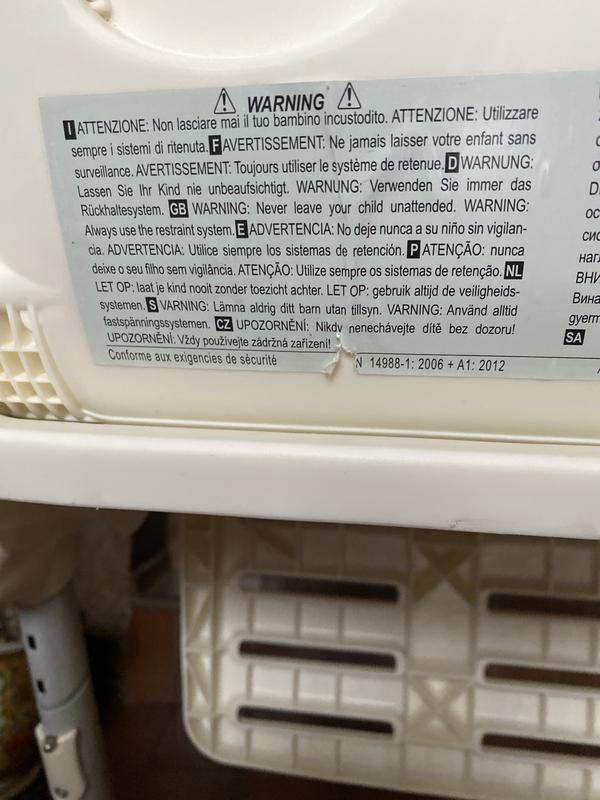 WARNING
I ATTENZIONE: Non lasciare mai il tuo bambino incustodito. ATTENZIONE: Utilizzare
sempre i sistemi di ritenuta. F AVERTISSEMENT: Ne jamais laisser votre enfant sans
surveillance. AVERTISSEMENT: Toujours utiliser le système de retenue. D WARNUNG:
Lassen Sie Ihr Kind nie unbeaufsichtigt. WARNUNG: Verwenden Sie immer das
Rückhaltesystem. GB WARNING: Never leave your child unattended. WARNING:
Always use the restraint system. E ADVERTENCIA: No deje nunca a su niño sin vigilan-
cia. ADVERTENCIA: Utilice siempre los sistemas de retención. P ATENÇÃO: nunca
deixe o seu filho sem vigilância. ATENÇÃO: Utilize sempre os sistemas de retenção. NL
LET OP: laat je kind nooit zonder toezicht achter. LET OP: gebruik altijd de veiligheids-
systemen. S VARNING: Lämna aldrig ditt barn utan tillsyn. VARNING: Använd alltid
fastspänningssystemen. CZ UPOZORNĚNÍ: Nikdy nenechávejte dítě bez dozoru!
UPOZORNĚNÍ: Vždy používejte zádržná zařízení!
Conforme aux exigencies de sécurité N 14988-1: 2006 + A1: 2012
D
ос
сис
наг
ВНИ
Вина
gyerm
SA